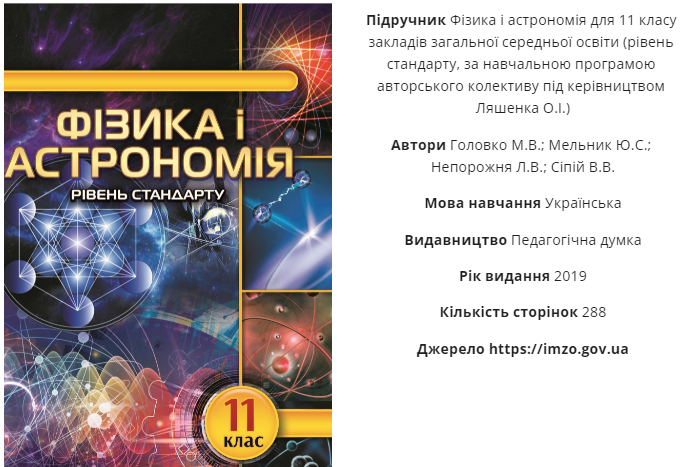 ФІЗИКА і
АСТРОНОМІЯ
РІВЕНЬ СТАНДАРТУ
11
клас
Підручник Фізика і астрономія для 11 класу
закладів загальної середньої освіти (рівень
стандарту, за навчальною програмою
авторського колективу під керівництвом
Ляшенка О.І.)
Автори Головко М.В.; Мельник Ю.С.;
Непорожня Л.В.; Сіпій В.В.
Мова навчання Українська
Видавництво Педагогічна думка
Рік видання 2019
Кількість сторінок 288
Джерело https://imzo.gov.ua